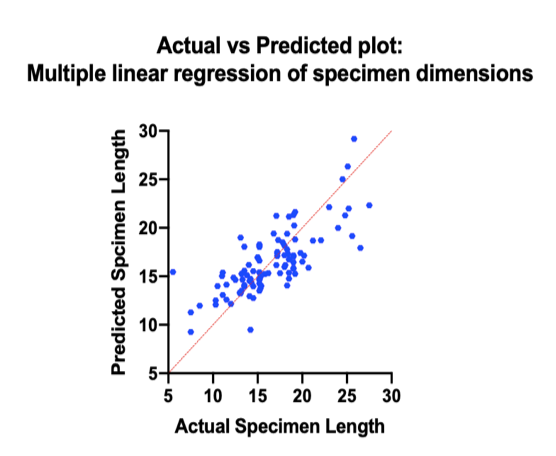 Actual vs Predicted plot:
Multiple linear regression of specimen dimensions
Predicted Spcimen Length
30
25
20
15
10
5
5 10 15 20 25 30
Actual Specimen Length